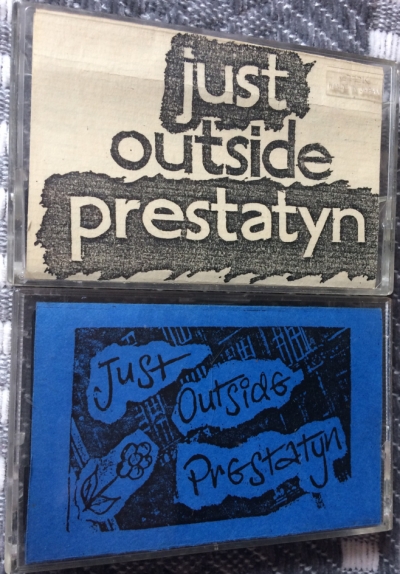 just
outside
prestatyn
Just
Outside
Prestatyn